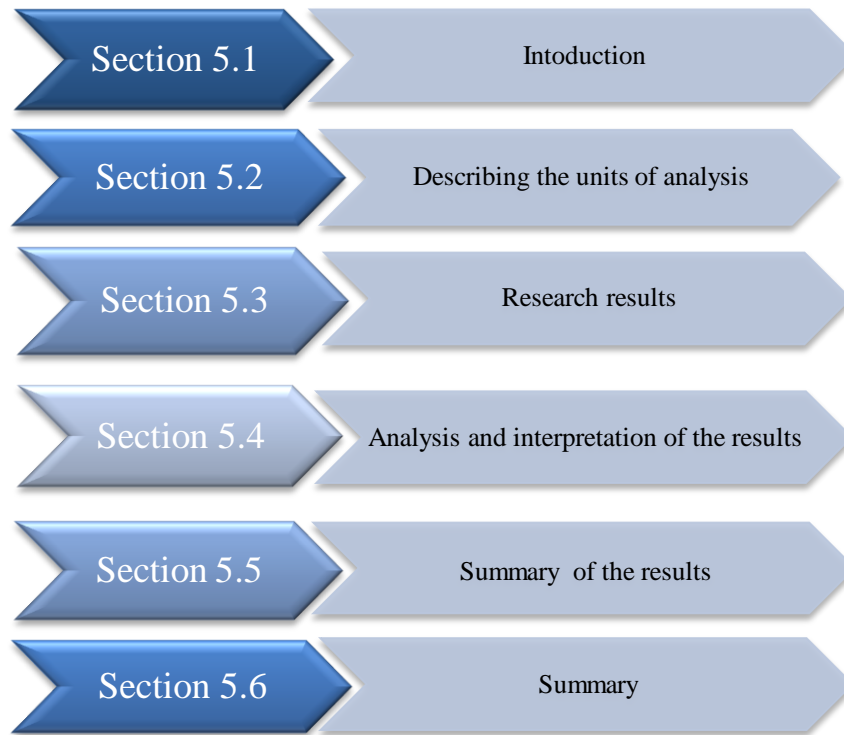 Section 5.1
Intoduction
Section 5.2
Describing the units of analysis
Section 5.3
Research results
Section 5.4
Analysis and interpretation of the results
Section 5.5
Summary of the results
Section 5.6
Summary